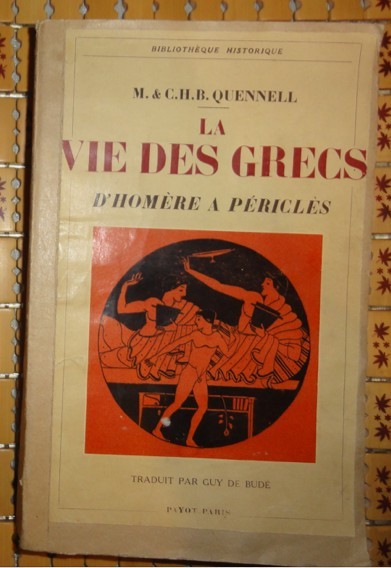 BIBLIOTHÈQUE HISTORIQUE
M. & C.H.B. QUENNELL
LA
VIE DES GRECS
D'HOMÈRE A PÉRICLÈS
TRADUIT PAR GUY DE BUDÉ
PAYOT PARIS